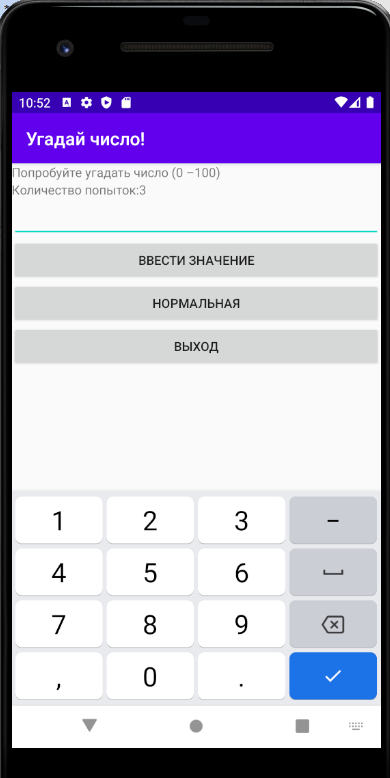 10:52
Угадай число!
Попробуйте угадать число (0 –100)
Количество попыток:3
ВВЕСТИ ЗНАЧЕНИЕ
НОРМАЛЬНАЯ
ВЫХОД
1 2 3 –
4 5 6
7 8 9
, 0 .